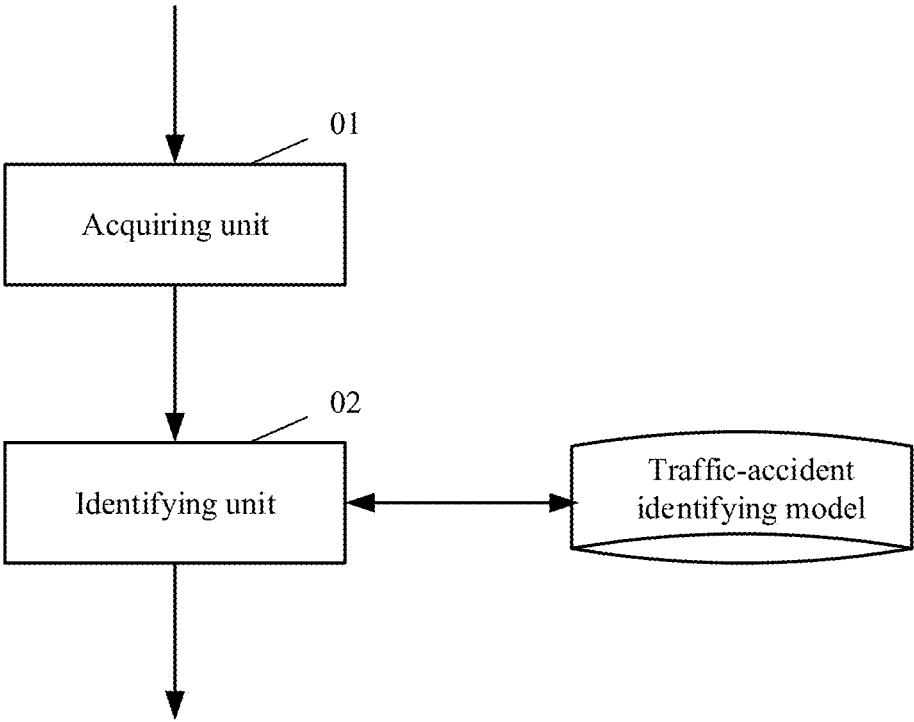 01
Acquiring unit
02
Identifying unit
Traffic-accident
identifying model